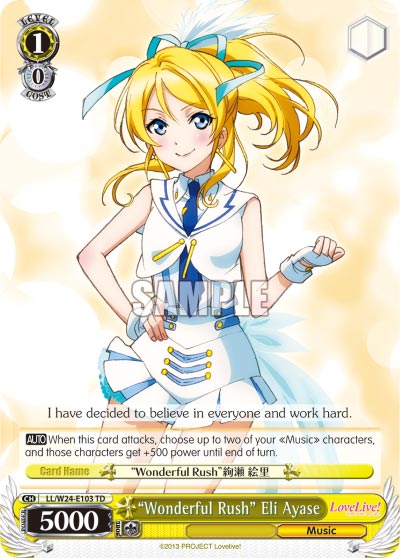 LEVEL
1
0
COST
SAMPLE
I have decided to believe in everyone and work hard.
AUTO When this card attacks, choose up to two of your «Music» characters,
and those characters get +500 power until end of turn.
Card Name "Wonderful Rush"絢瀬 絵里
CH LL/W24-E103 TD
POWER 5000 SOUL "Wonderful Rush" Eli Ayase LoveLive!
Music
©2013 PROJECT Lovelive!